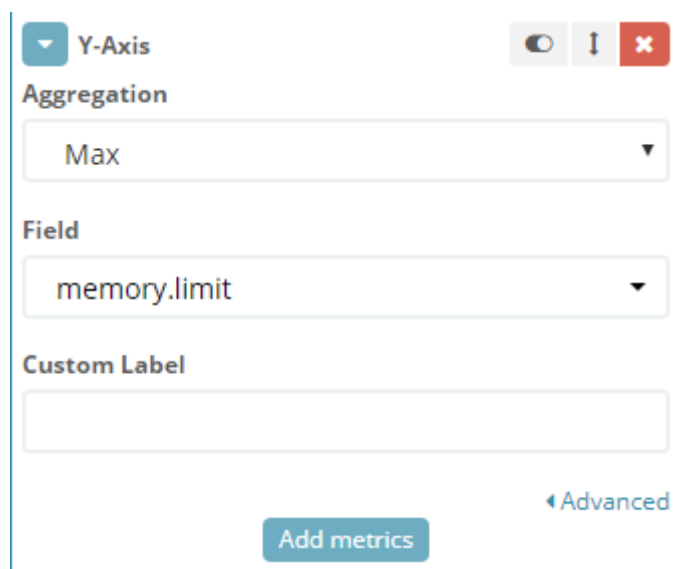 Y-Axis
Aggregation
Max
Field
memory.limit
Custom Label
Advanced
Add metrics